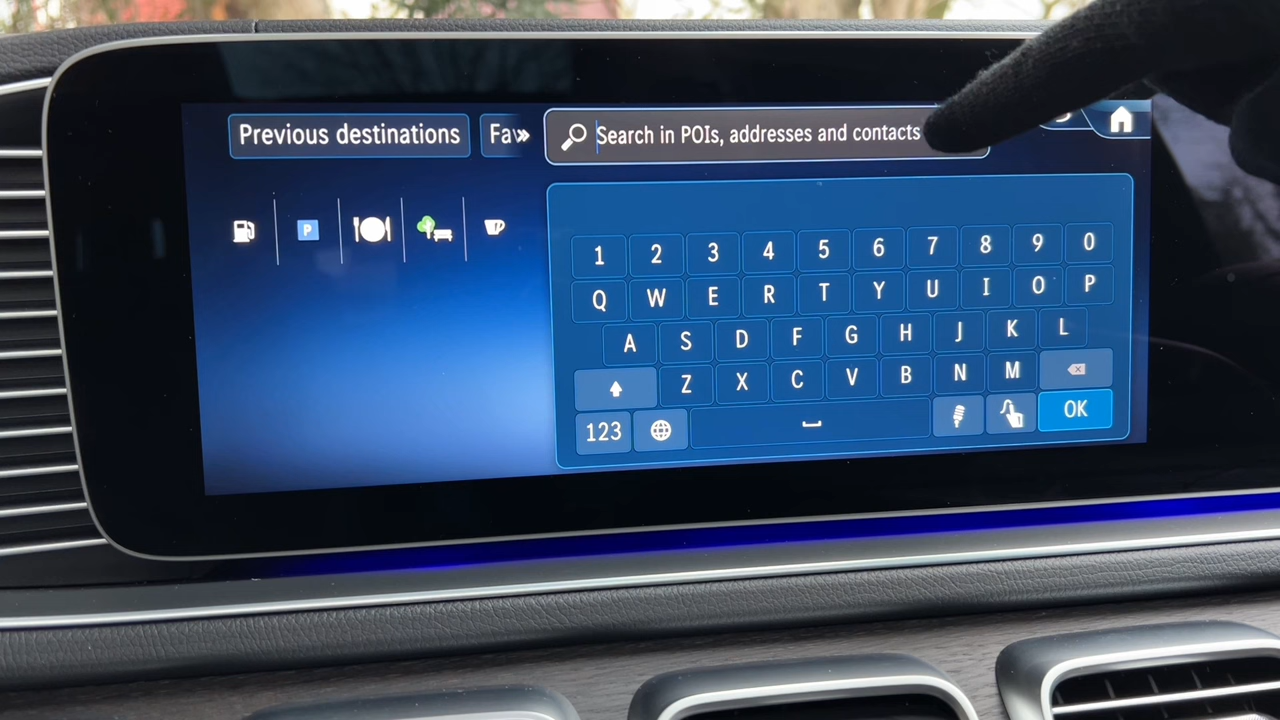 Previous destinations
Fav»
Search in POIs, addresses and contacts
P
1 2 3 4 5 6 7 8 9 0
Q W E R T Y U I O P
A S D F G H J K L
Z X C V B N M
123
OK